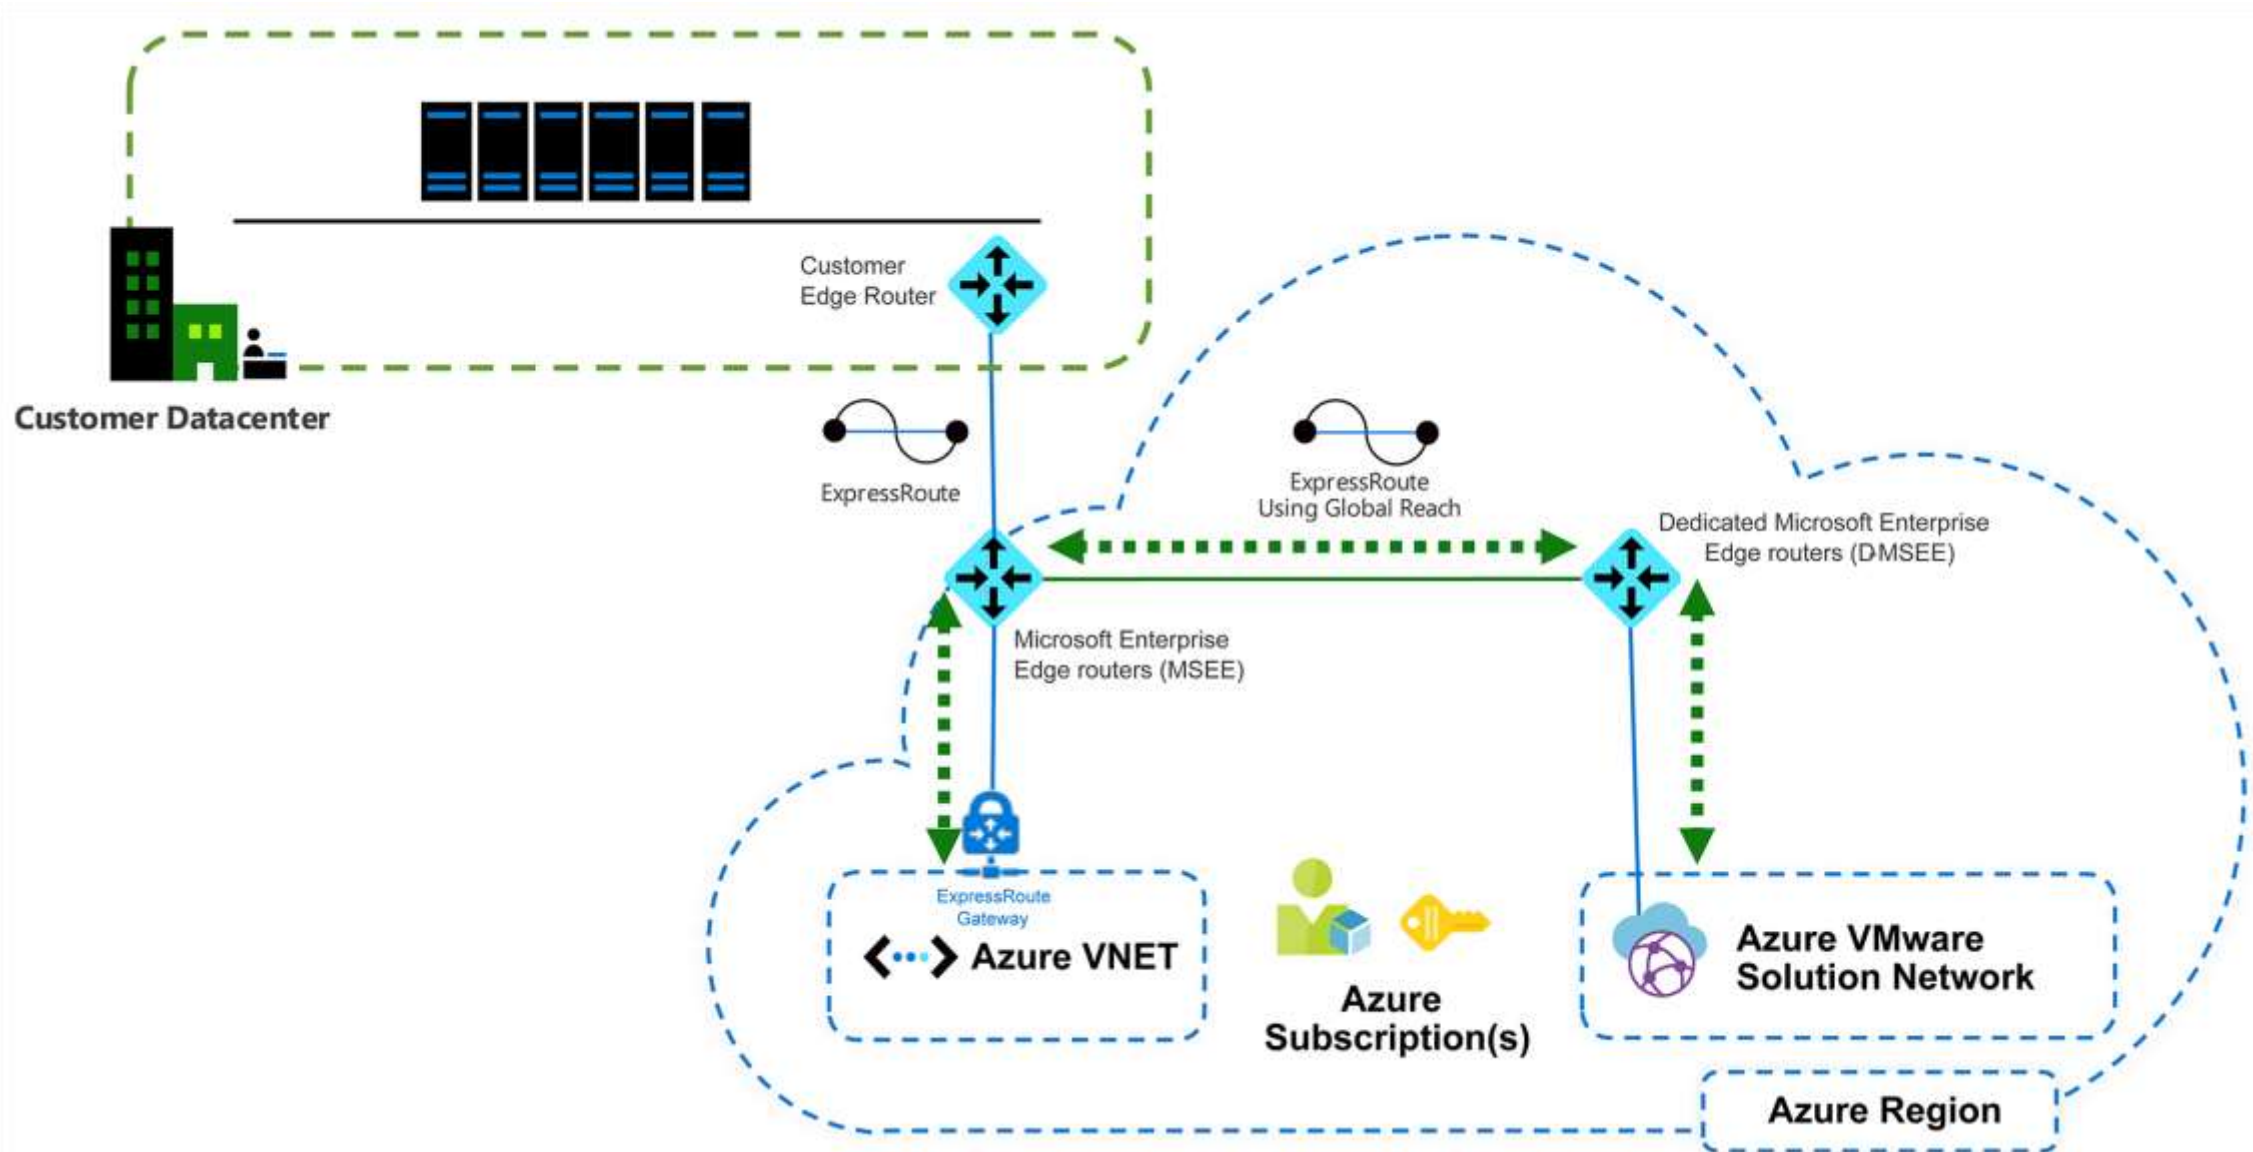 Customer
Edge Router
Customer Datacenter
ExpressRoute
ExpressRoute
Using Global Reach
Dedicated Microsoft Enterprise
Edge routers (D-MSEE)
Microsoft Enterprise
Edge routers (MSEE)
ExpressRoute
Gateway
Azure VNET
Azure
Subscription(s)
Azure VMware
Solution Network
Azure Region